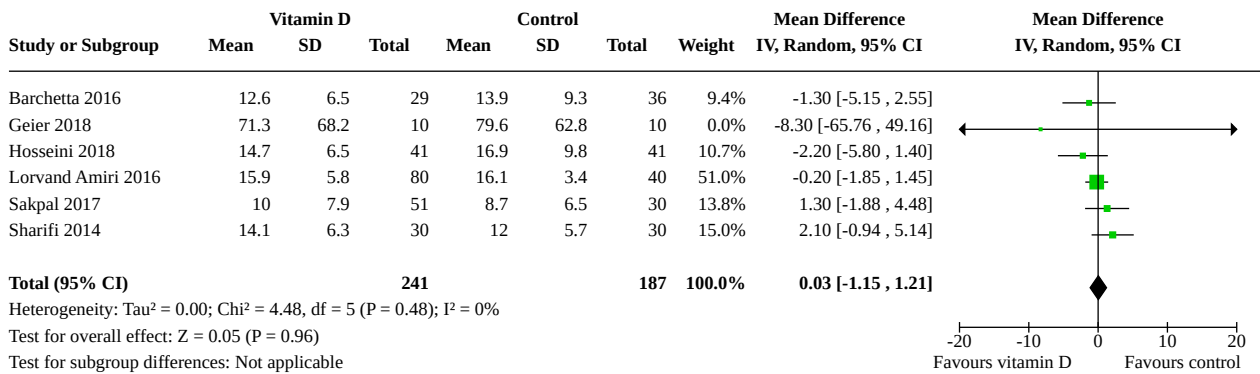 Vitamin D Control Mean Difference Mean Difference
Study or Subgroup Mean SD Total Mean SD Total Weight IV, Random, 95% CI IV, Random, 95% CI
Barchetta 2016 12.6 6.5 29 13.9 9.3 36 9.4% -1.30 [-5.15 , 2.55]
Geier 2018 71.3 68.2 10 79.6 62.8 10 0.0% -8.30 [-65.76 , 49.16]
Hosseini 2018 14.7 6.5 41 16.9 9.8 41 10.7% -2.20 [-5.80 , 1.40]
Lorvand Amiri 2016 15.9 5.8 80 16.1 3.4 40 51.0% -0.20 [-1.85 , 1.45]
Sakpal 2017 10 7.9 51 8.7 6.5 30 13.8% 1.30 [-1.88 , 4.48]
Sharifi 2014 14.1 6.3 30 12 5.7 30 15.0% 2.10 [-0.94 , 5.14]
Total (95% CI) 241 187 100.0% 0.03 [-1.15 , 1.21]
Heterogeneity: Tau² = 0.00; Chi² = 4.48, df = 5 (P = 0.48); I² = 0%
Test for overall effect: Z = 0.05 (P = 0.96)
-20 -10 0 10 20
Test for subgroup differences: Not applicable
Favours vitamin D Favours control